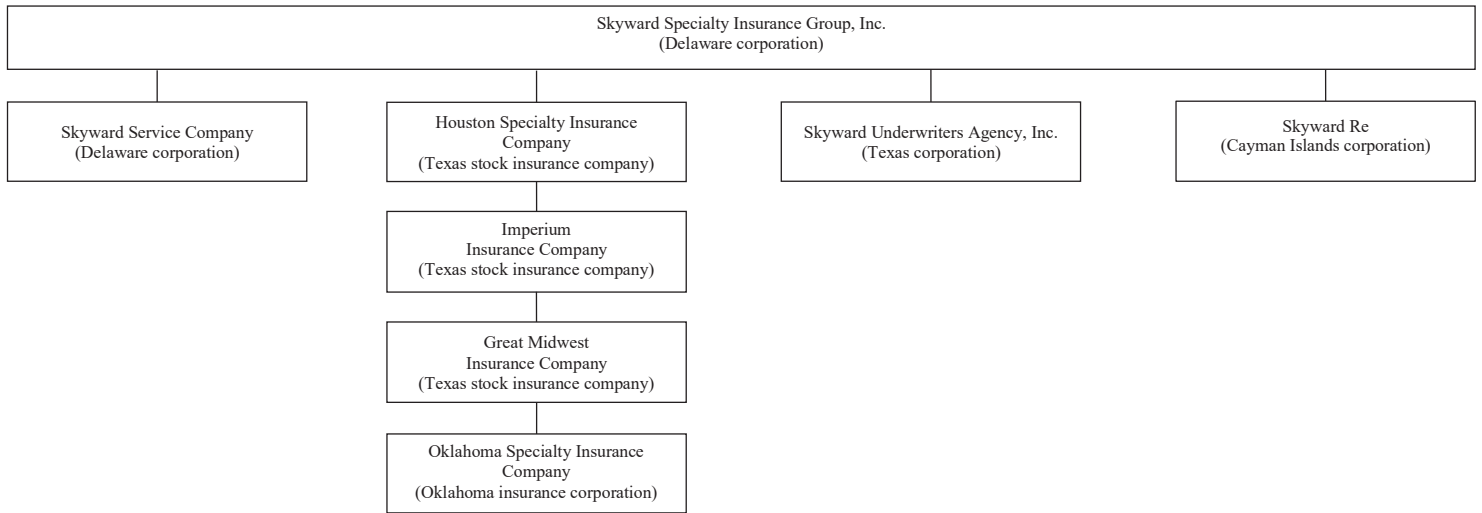 Skyward Specialty Insurance Group, Inc.
(Delaware corporation)
Skyward Service Company
(Delaware corporation)
Houston Specialty Insurance
Company
(Texas stock insurance company)
Skyward Underwriters Agency, Inc.
(Texas corporation)
Skyward Re
(Cayman Islands corporation)
Imperium
Insurance Company
(Texas stock insurance company)
Great Midwest
Insurance Company
(Texas stock insurance company)
Oklahoma Specialty Insurance
Company
(Oklahoma insurance corporation)